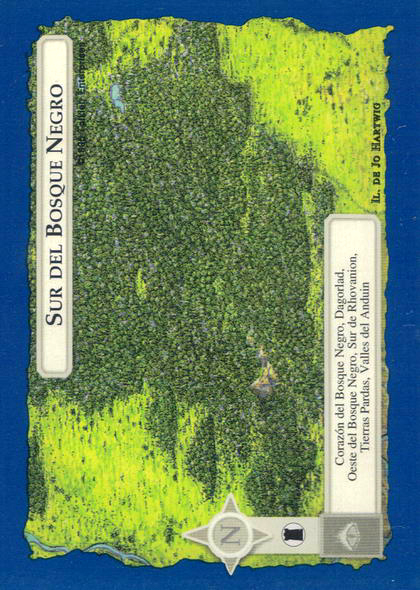 SUR DEL BOSQUE NEGRO
IL. DE JO HARTWIG
Corazón del Bosque Negro, Dagorlad,
Oeste del Bosque Negro, Sur de Rhovanion,
Tierras Pardas, Valles del Anduin
N